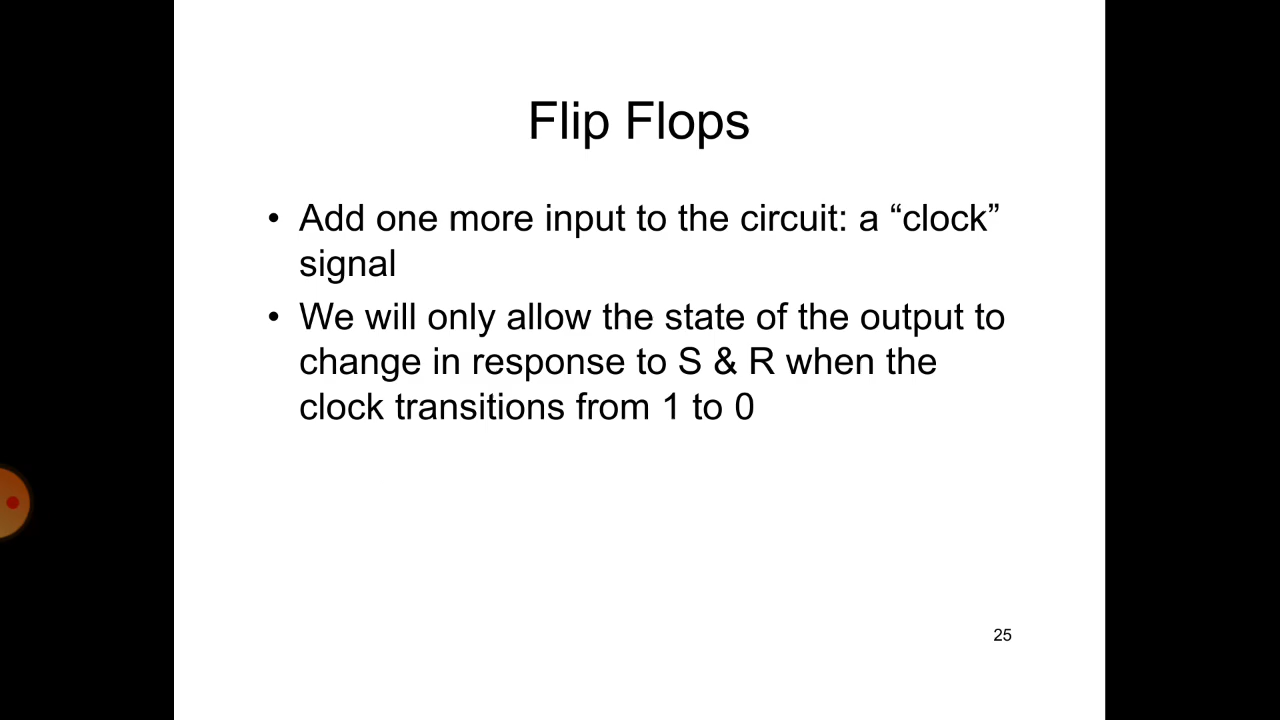 Flip Flops
• Add one more input to the circuit: a “clock”
signal
• We will only allow the state of the output to
change in response to S & R when the
clock transitions from 1 to 0
25